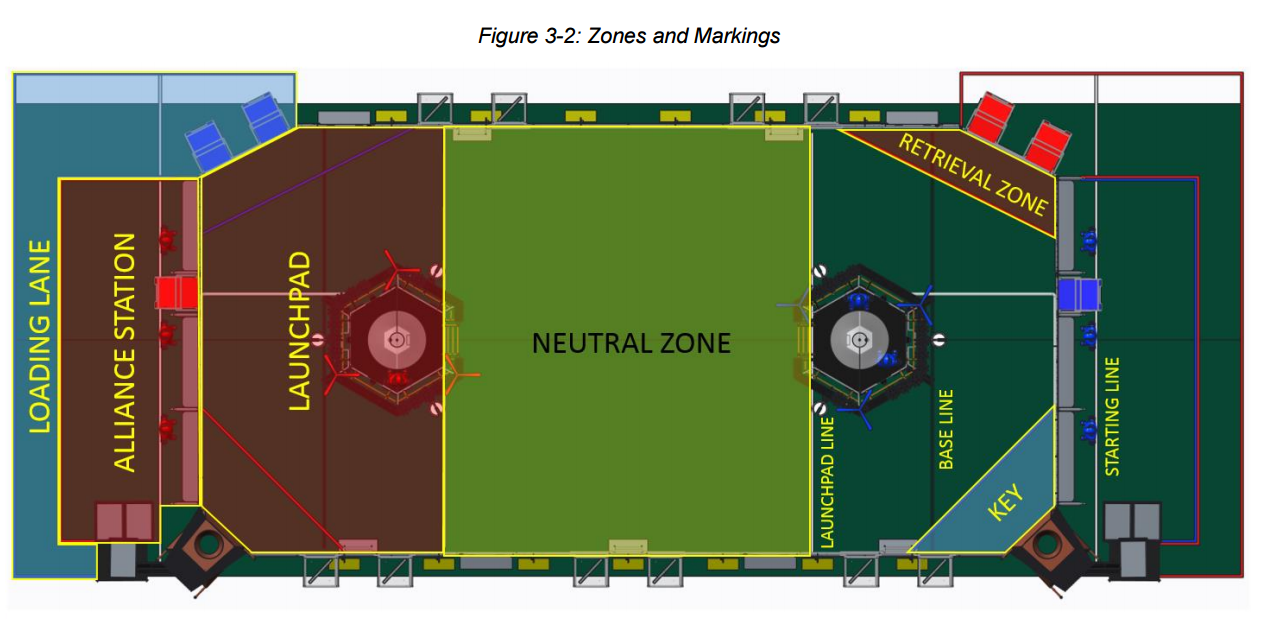 Figure 3-2: Zones and Markings
LOADING LANE
ALLIANCE STATION
LAUNCHPAD
NEUTRAL ZONE
RETRIEVAL ZONE
LAUNCHPAD LINE
BASE LINE
KEY
STARTING LINE